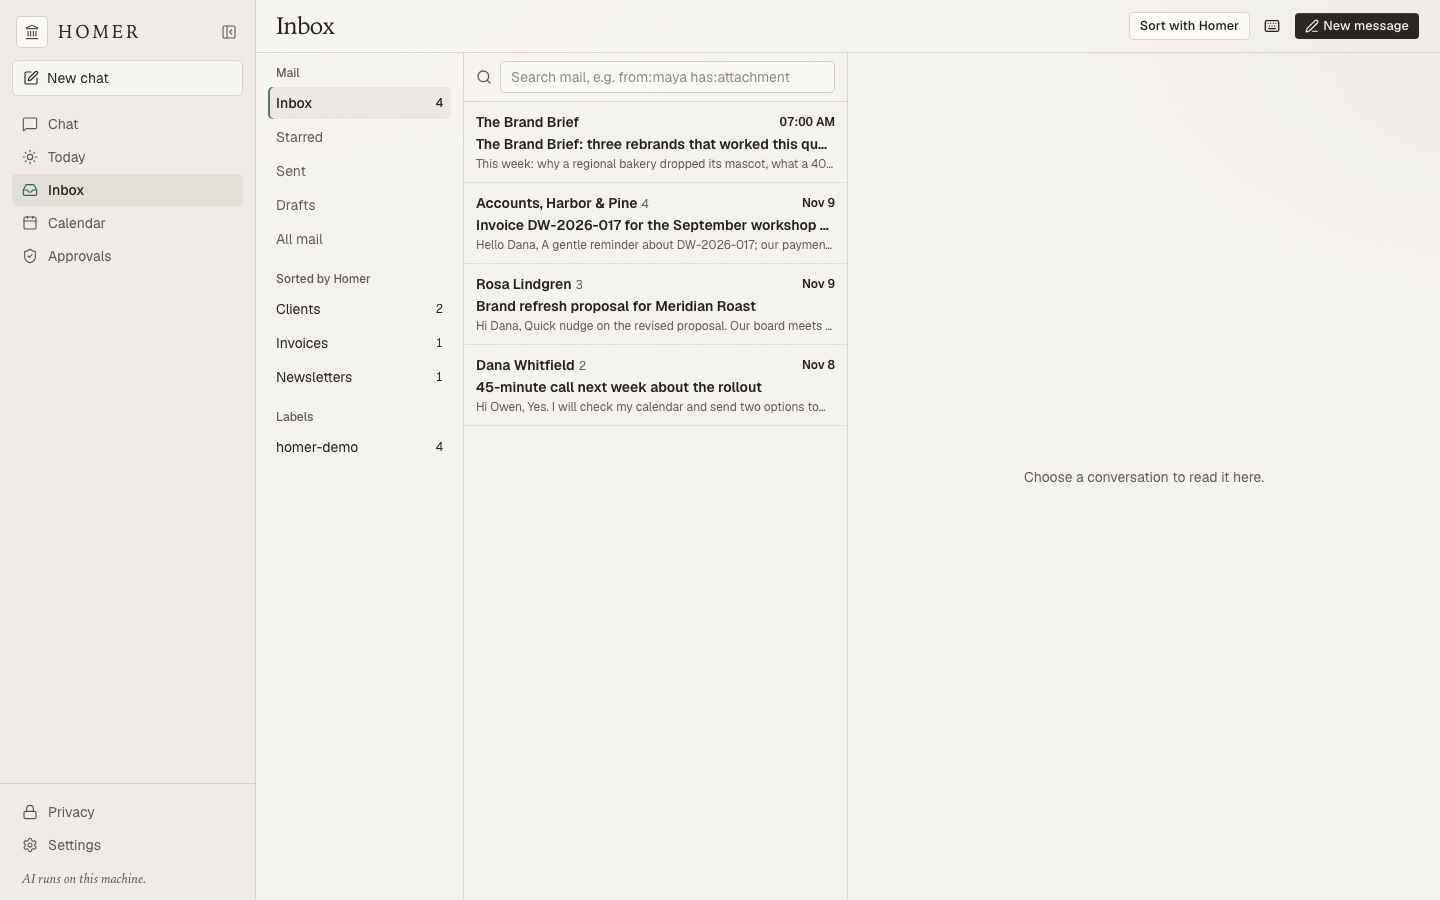 HOMER
New chat
Chat
Today
Inbox
Calendar
Approvals
Privacy
Settings
AI runs on this machine.
Inbox
Sort with Homer
New message
Mail
Inbox 4
Starred
Sent
Drafts
All mail
Sorted by Homer
Clients 2
Invoices 1
Newsletters 1
Labels
homer-demo 4
Search mail, e.g. from:maya has:attachment
The Brand Brief 07:00 AM
The Brand Brief: three rebrands that worked this qu...
This week: why a regional bakery dropped its mascot, what a 40...
Accounts, Harbor & Pine 4 Nov 9
Invoice DW-2026-017 for the September workshop ...
Hello Dana, A gentle reminder about DW-2026-017; our paymen...
Rosa Lindgren 3 Nov 9
Brand refresh proposal for Meridian Roast
Hi Dana, Quick nudge on the revised proposal. Our board meets ...
Dana Whitfield 2 Nov 8
45-minute call next week about the rollout
Hi Owen, Yes. I will check my calendar and send two options to...
Choose a conversation to read it here.